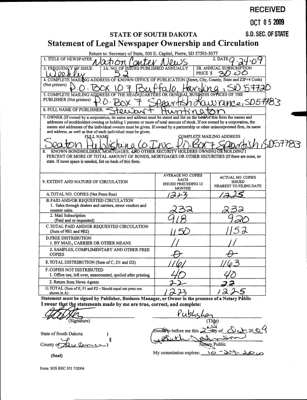 RECEIVED
OCT 05 2009
S.D. SEC. OF STATE
STATE OF SOUTH DAKOTA
Statement of Legal Newspaper Ownership and Circulation
Return to: Secretary of State, 500 E. Capitol, Pierre, SD 57501-5077
1. TITLE OF NEWSPAPER Nation Center News
2. DATE 9-24-09
3. FREQUENCY OF ISSUE Weekly
3A. NO. OF ISSUES PUBLISHED ANNUALLY 52
3B. ANNUAL SUBSCRIPTION PRICE $ 30.00
4. COMPLETE MAILING ADDRESS OF KNOWN OFFICE OF PUBLICATION (Street, City, County, State and ZIP+4 Code) (Not printers)
P.O. Box 107 Buffalo, Harding, SD 57720
5. COMPLETE MAILING ADDRESS OF THE HEADQUARTERS OF GENERAL BUSINESS OFFICES OF THE PUBLISHER (Not printers)
P.O. Box 7 Spearfish, Lawrence, SD 57783
6. FULL NAME OF PUBLISHER: Stewart Huntington
7. OWNER (If owned by a corporation, its name and address must be stated and also the names and addresses of stockholders owning or holding 1 percent or more of total amount of stock. If not owned by a corporation, the names and addresses of the individual owners must be given. If owned by a partnership or other unincorporated firm, its name and address, as well as that of each individual must be given.
FULL NAME
COMPLETE MAILING ADDRESS
Seaton Publishing Co Inc. PO Box 7 Spearfish SD 57783
8. KNOWN BONDHOLDERS, MORTGAGEES, AND OTHER SECURITY HOLDERS OWNING OR HOLDING 1 PERCENT OR MORE OF TOTAL AMOUNT OF BONDS, MORTGAGES OR OTHER SECURITIES (If there are none, so state. If more space is needed, list on back of this form.
9. EXTENT AND NATURE OF CIRCULATION
AVERAGE NO. COPIES EACH ISSUED PRECEDING 12 MONTHS
ACTUAL NO. COPIES ISSUED NEAREST TO FILING DATE
A. TOTAL NO. COPIES (Net Press Run) 1223 1225
B. PAID AND/OR REQUESTED CIRCULATION
1. Sales through dealers and carriers, street vendors and counter sales. 232 232
2. Mail Subscription (Paid and/or requested) 918 920
C. TOTAL PAID AND/OR REQUESTED CIRCULATION (Sum of 9B1 and 9B2) 1150 1152
D. FREE DISTRIBUTION
1. BY MAIL, CARRIER OR OTHER MEANS 11 11
2. SAMPLES, COMPLIMENTARY AND OTHER FREE COPIES
E. TOTAL DISTRIBUTION (Sum of C, D1 and D2) 1161 1163
F. COPIES NOT DISTRIBUTED
1. Office use, left over, unaccounted, spoiled after printing 40 40
2. Return from News Agents 22 22
G. TOTAL (Sum of E, F1 and F2 - Should equal net press run shown in A) 1223 1225
Statement must be signed by Publisher, Business Manager, or Owner in the presence of a Notary Public
I swear that the statements made by me are true, correct, and complete:
Publisher
(Signature)
(Title)
State of South Dakota )
before me this 2nd day of Oct 2009
County of Lawrence )
Notary Public
(Seal)
My commission expires:
Form: SOS REC 051 7/2004